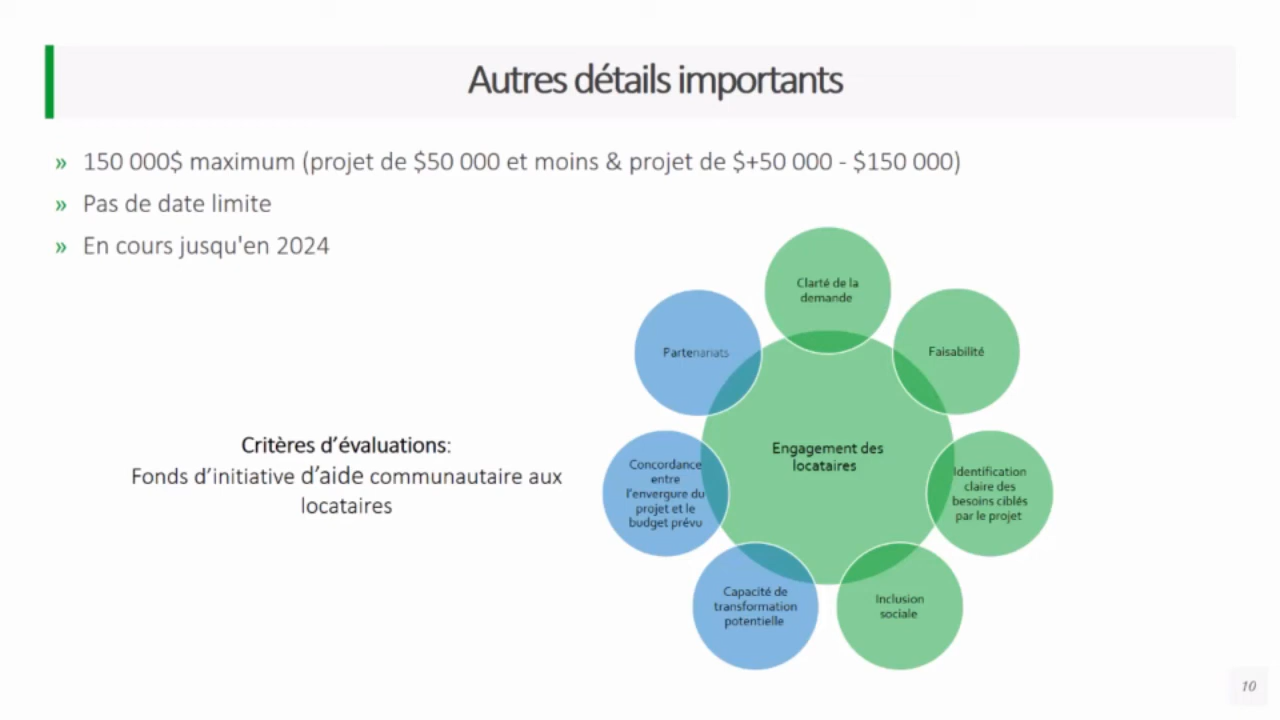 Autres détails importants
» 150 000$ maximum (projet de $50 000 et moins & projet de $+50 000 - $150 000)
» Pas de date limite
» En cours jusqu'en 2024
Critères d'évaluations:
Fonds d'initiative d'aide communautaire aux
locataires
Clarté de la
demande
Faisabilité
Identification
claire des
besoins ciblés
par le projet
Inclusion
sociale
Capacité de
transformation
potentielle
Concordance
entre
l'envergure du
projet et le
budget prévu
Partenariats
Engagement des
locataires
10